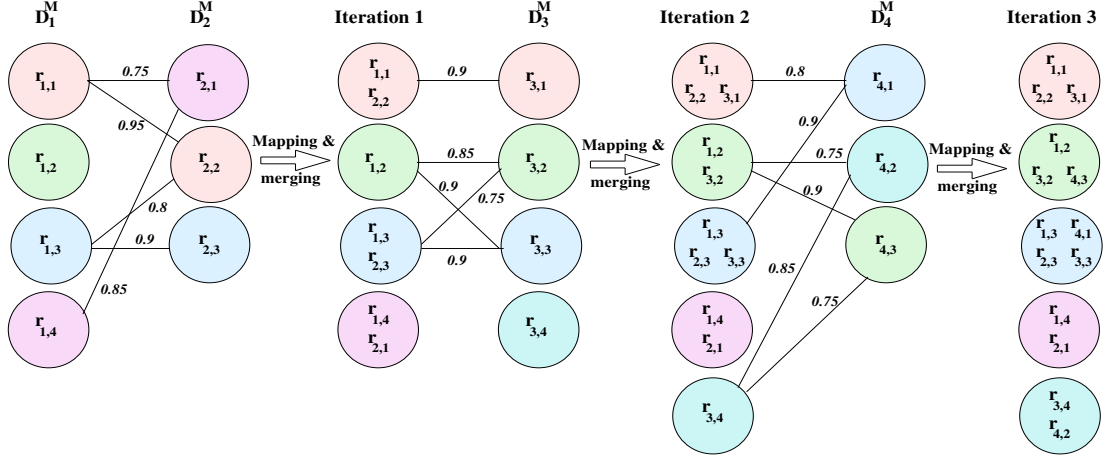 D₁ᴹ D₂ᴹ Iteration 1 D₃ᴹ Iteration 2 D₄ᴹ Iteration 3
r1,1
0.75
r2,1
0.95
r1,2
r2,2
0.8
r1,3
0.9
r2,3
0.85
r1,4
Mapping &
merging
r1,1
r2,2
0.9
r3,1
r1,2
0.85
r3,2
0.9
0.75
r1,3
r2,3
0.9
r3,3
r1,4
r2,1
r3,4
Mapping &
merging
r1,1
r2,2 r3,1
0.8
r4,1
0.9
r1,2
r3,2
0.75
r4,2
0.9
r1,3
r2,3 r3,3
r4,3
0.85
0.75
r1,4
r2,1
r3,4
Mapping &
merging
r1,1
r2,2 r3,1
r1,2
r3,2 r4,3
r1,3 r4,1
r2,3 r3,3
r1,4
r2,1
r3,4
r4,2